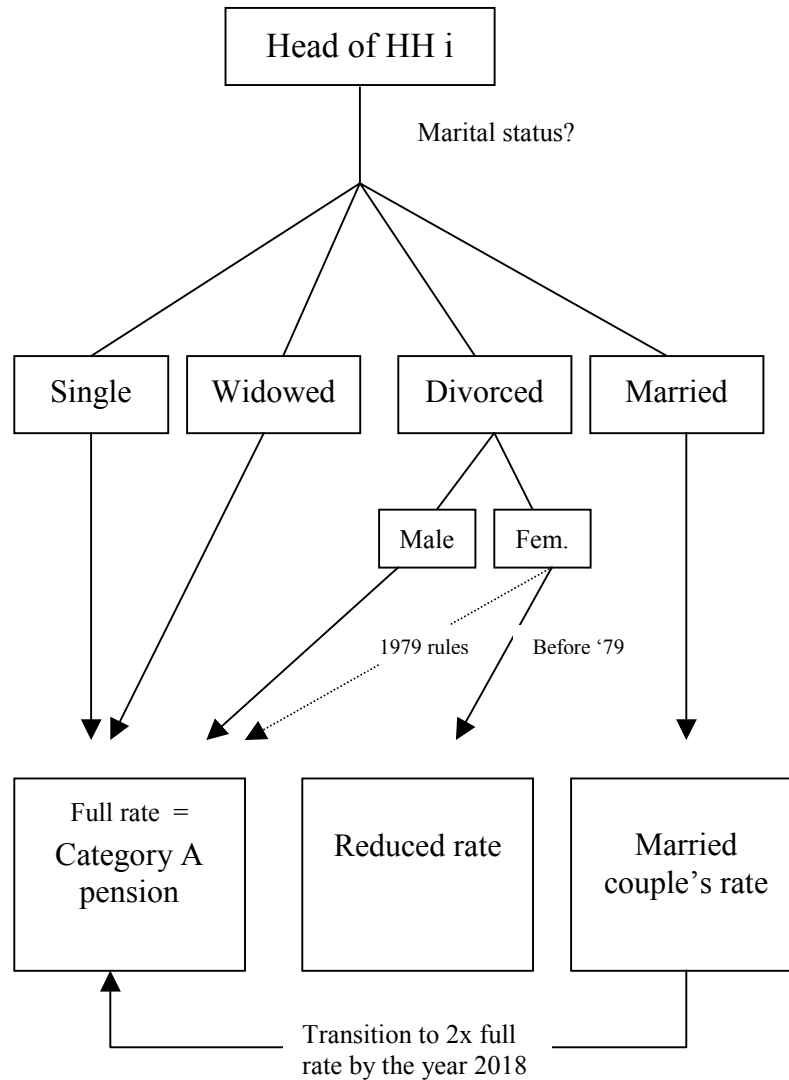 Head of HH i
Marital status?
Single
Widowed
Divorced
Married
Male
Fem.
1979 rules
Before ‘79
Full rate =
Category A
pension
Reduced rate
Married
couple’s rate
Transition to 2x full
rate by the year 2018